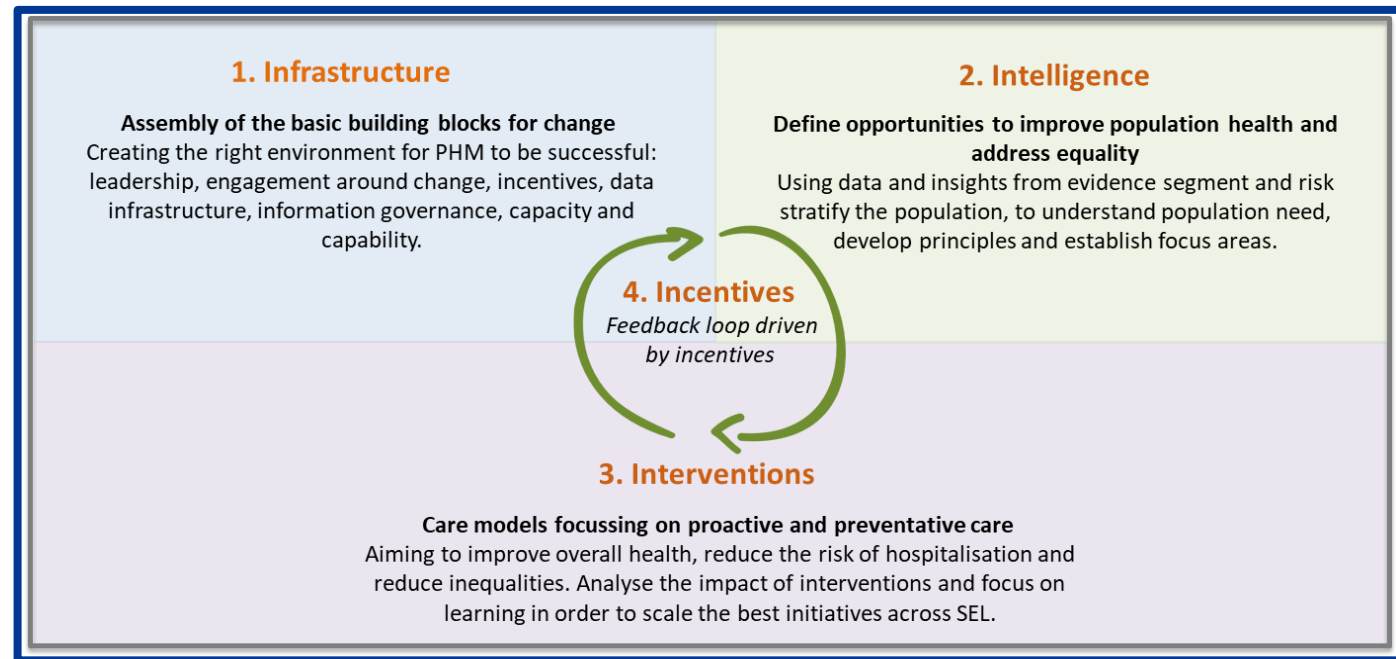 1. Infrastructure
Assembly of the basic building blocks for change
Creating the right environment for PHM to be successful:
leadership, engagement around change, incentives, data
infrastructure, information governance, capacity and
capability.
2. Intelligence
Define opportunities to improve population health and
address equality
Using data and insights from evidence segment and risk
stratify the population, to understand population need,
develop principles and establish focus areas.
4. Incentives
Feedback loop driven
by incentives
3. Interventions
Care models focussing on proactive and preventative care
Aiming to improve overall health, reduce the risk of hospitalisation and
reduce inequalities. Analyse the impact of interventions and focus on
learning in order to scale the best initiatives across SEL.